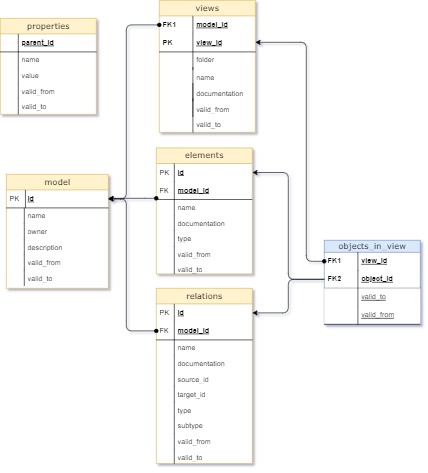 properties
parent_id
name
value
valid_from
valid_to
views
FK1 model_id
PK view_id
folder
name
documentation
valid_from
valid_to
model
PK id
name
owner
description
valid_from
valid_to
elements
PK id
FK model_id
name
documentation
type
valid_from
valid_to
relations
PK id
FK model_id
name
documentation
source_id
target_id
type
subtype
valid_from
valid_to
objects_in_view
FK1 view_id
FK2 object_id
valid_to
valid_from